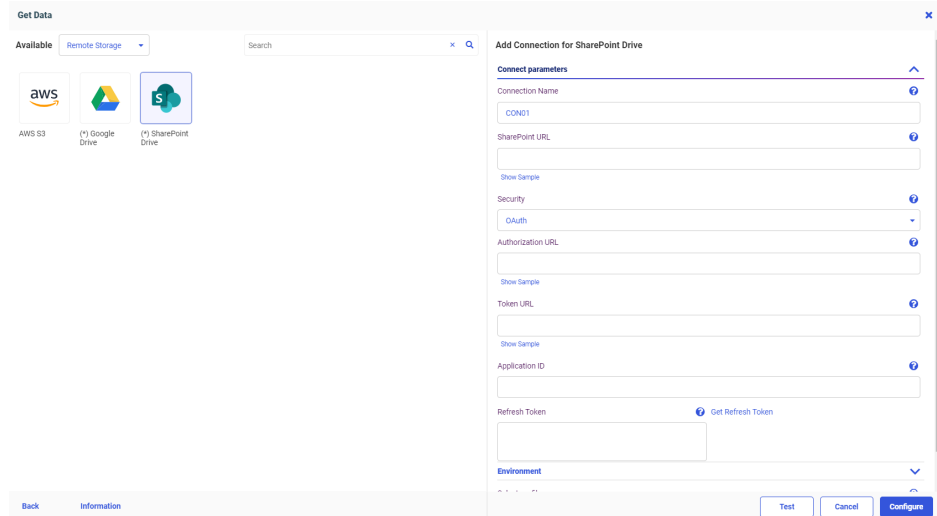 Get Data
Available
Remote Storage
Search
aws
AWS S3
(*) Google
Drive
S
(*) SharePoint
Drive
Add Connection for SharePoint Drive
Connect parameters
Connection Name
CON01
SharePoint URL
Show Sample
Security
OAuth
Authorization URL
Show Sample
Token URL
Show Sample
Application ID
Refresh Token
Get Refresh Token
Environment
Back
Information
Test
Cancel
Configure